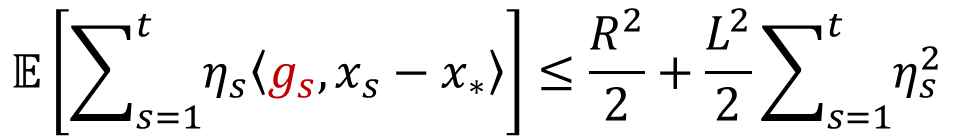 𝔼[∑_{s=1}^{t} η_s⟨g_s, x_s − x_*⟩] ≤ R²/2 + L²/2 ∑_{s=1}^{t} η_s²